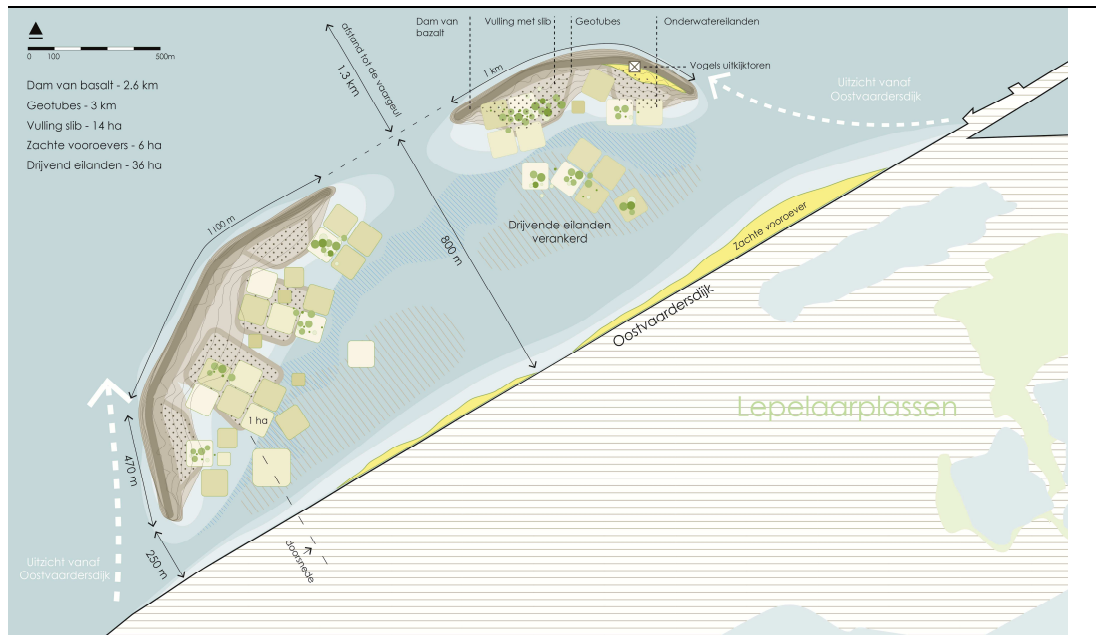 0 100 500m
Dam van basalt - 2.6 km
Geotubes - 3 km
Vulling slib - 14 ha
Zachte vooroevers - 6 ha
Drijvend eilanden - 36 ha
afstand tot de vaargeul
1.3 km
Dam van
bazalt
Vulling met slib
Geotubes
Onderwatereilanden
1 km
Vogels uitkijktoren
Uitzicht vanaf
Oostvaardersdijk
1100 m
800 m
Drijvende eilanden
verankerd
Zachte vooroever
Oostvaardersdijk
Lepelaarplassen
1 ha
470 m
250 m
doorsnede
Uitzicht vanaf
Oostvaardersdijk